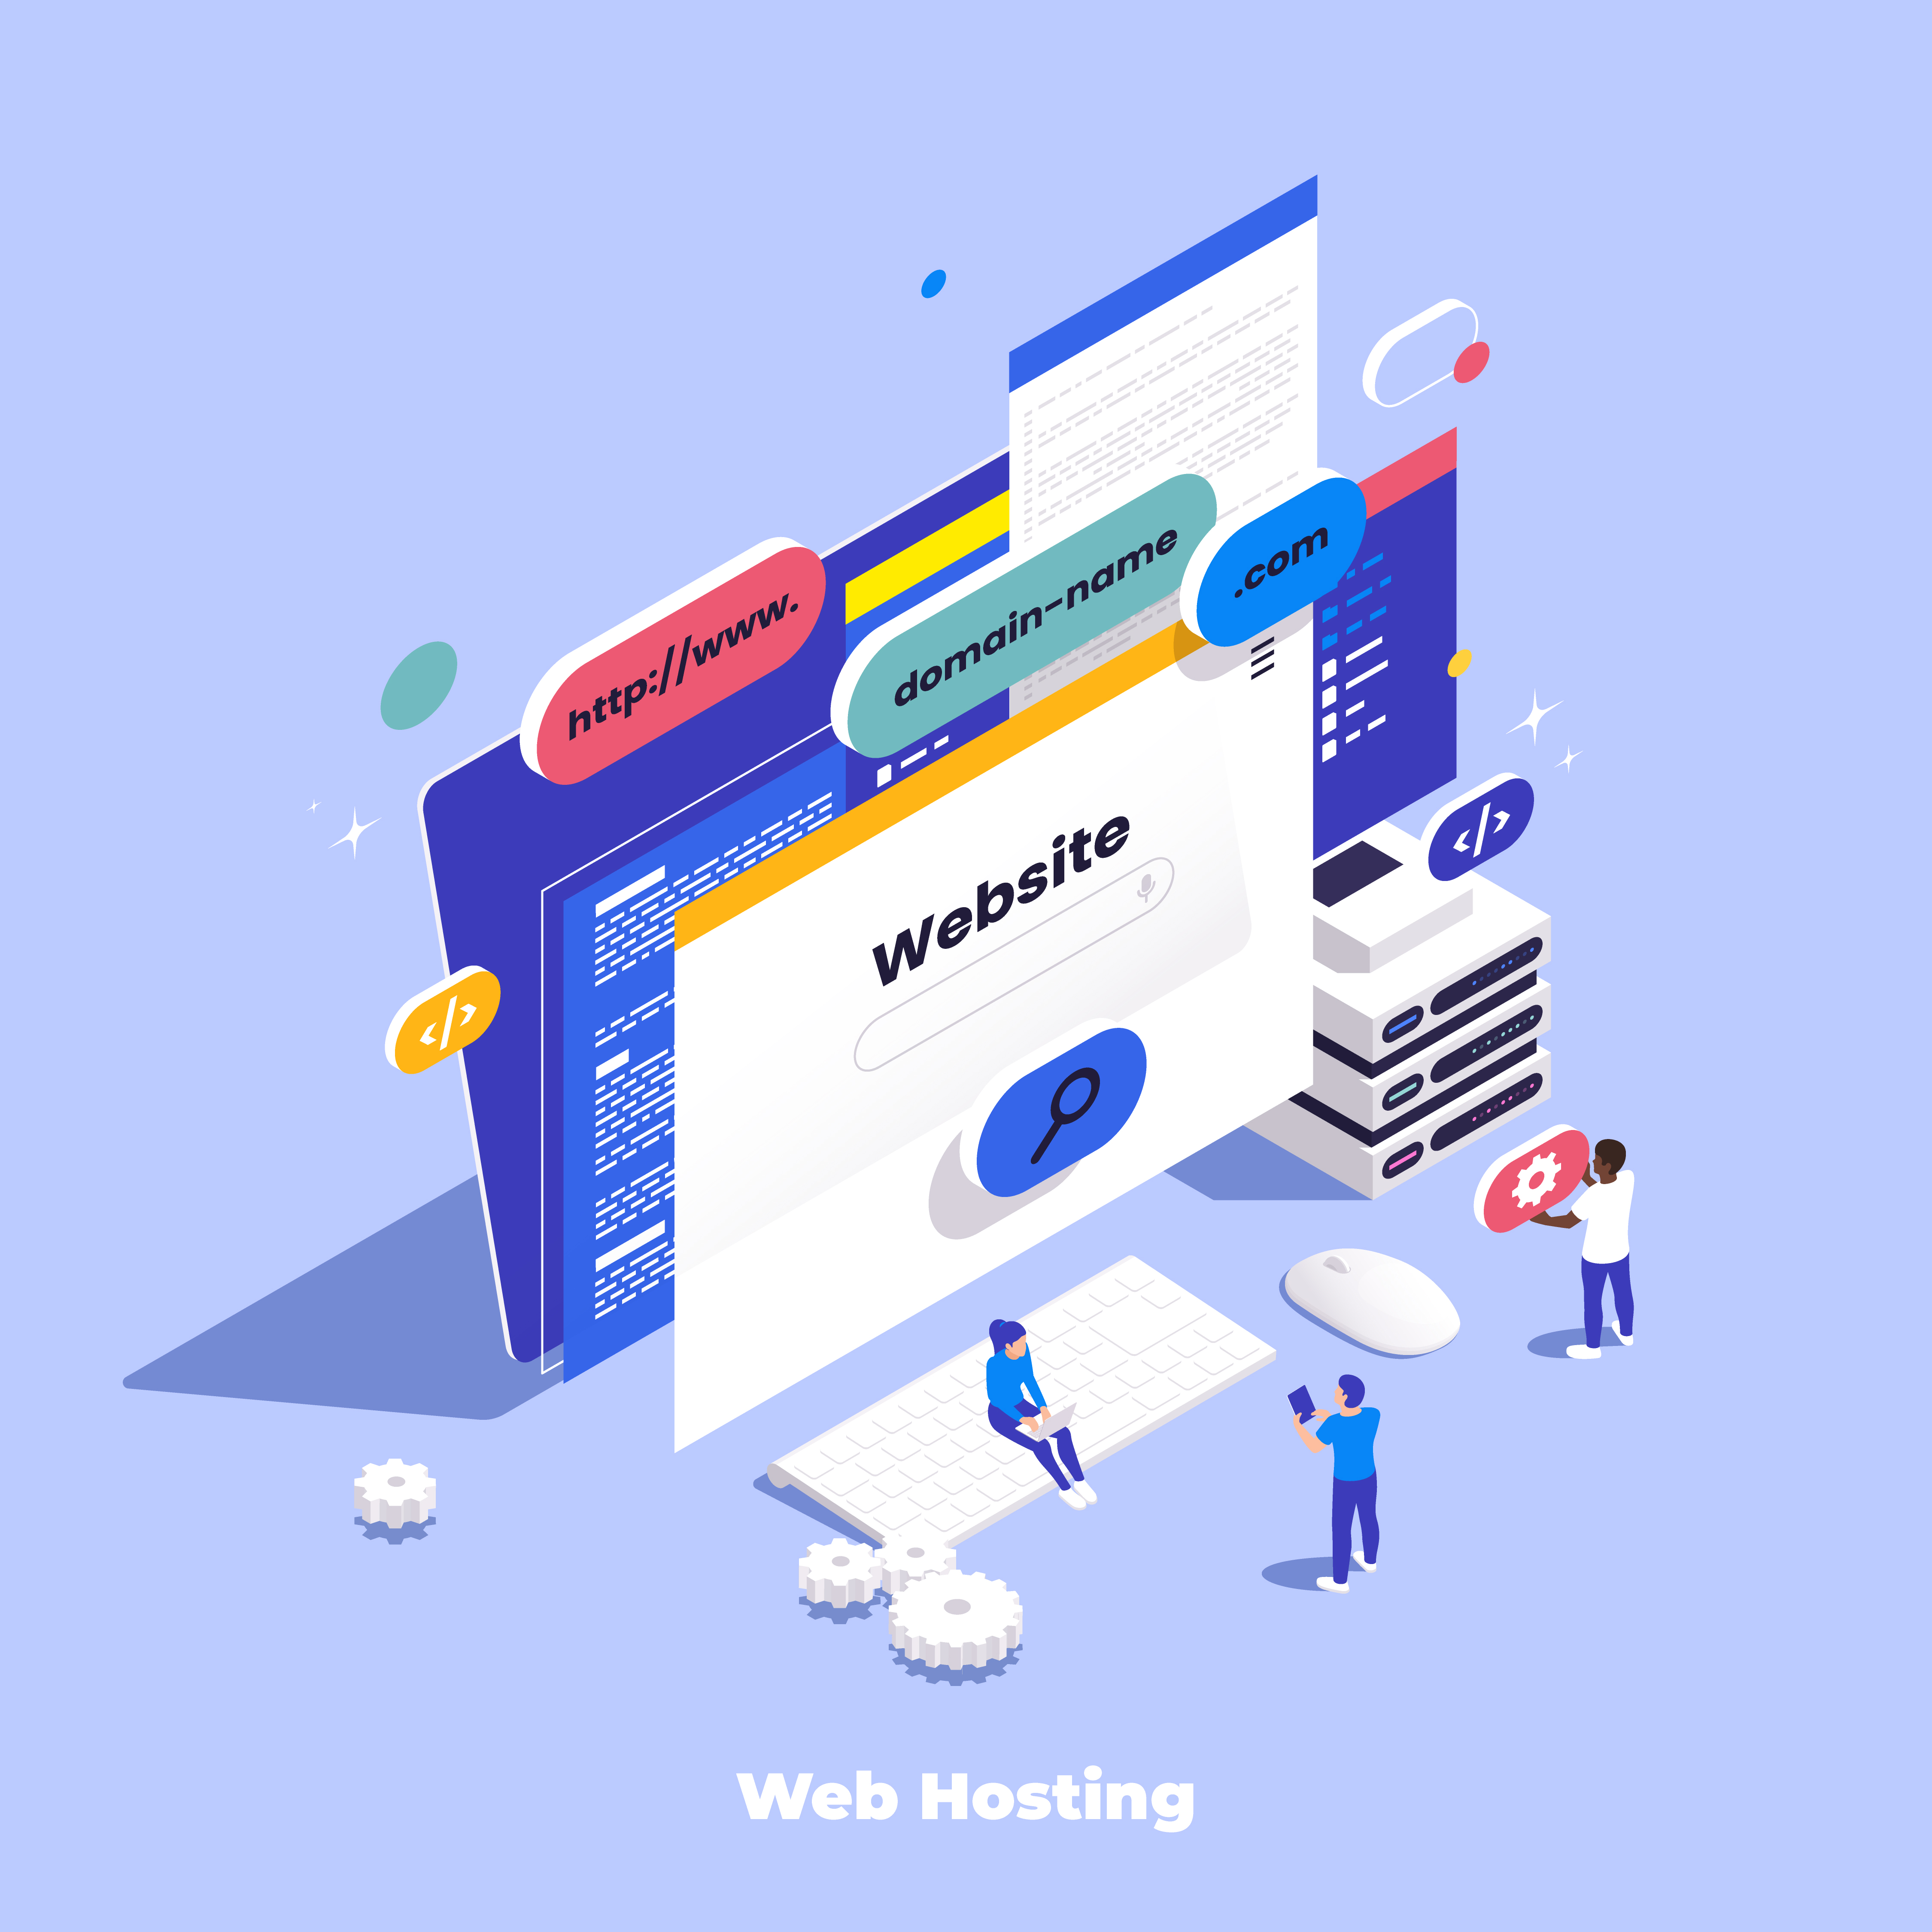 http://www.
domain-name
.com
Website
</>
</>
Web Hosting